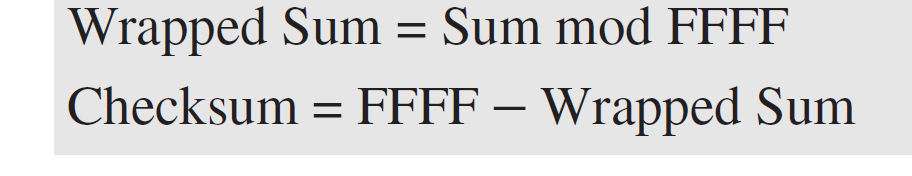 Wrapped Sum = Sum mod FFFF
Checksum = FFFF − Wrapped Sum